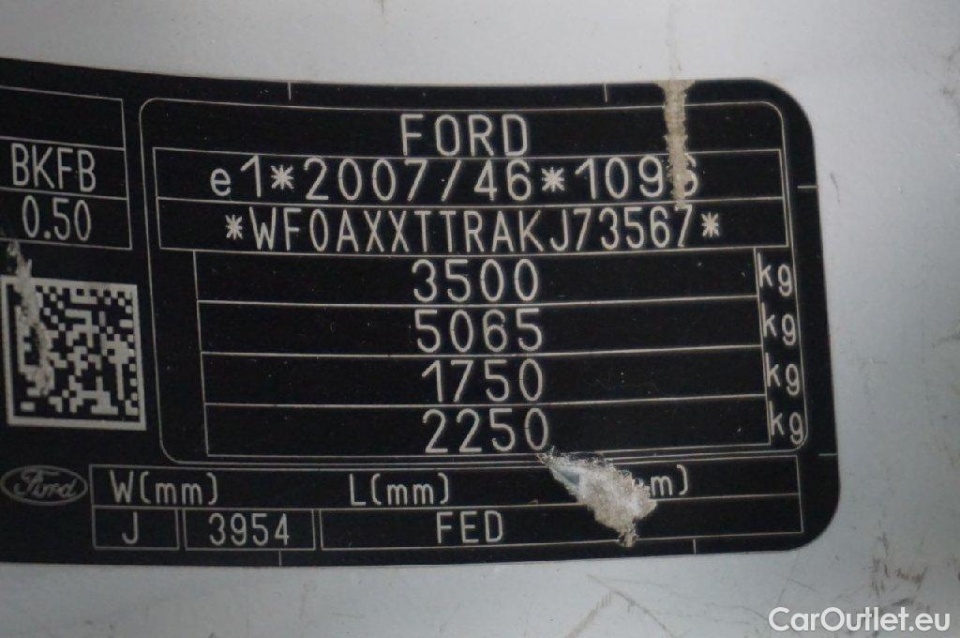 FORD
BKFB
e1*2007/46*1096
0.50
*WF0AXXTTRAKJ73567*
3500 kg
5065 kg
1750 kg
2250 kg
Ford
W(mm) L(mm)
J 3954 FED
CarOutlet.eu